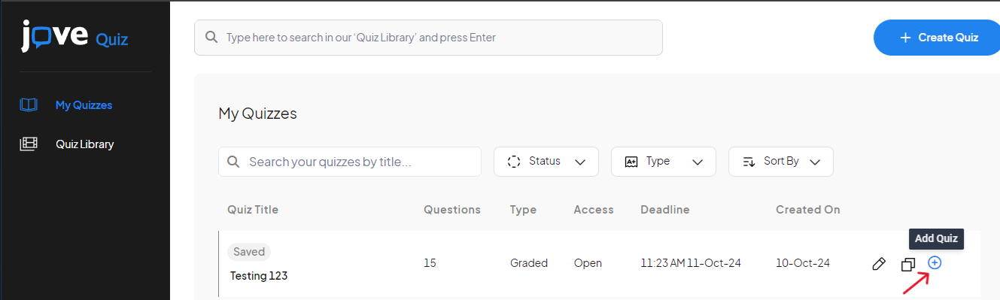 jove Quiz
My Quizzes
Quiz Library
Type here to search in our ‘Quiz Library’ and press Enter
Create Quiz
My Quizzes
Search your quizzes by title...
Status
A+ Type
Sort By
Quiz Title Questions Type Access Deadline Created On
Add Quiz
Saved
Testing 123
15 Graded Open 11:23 AM 11-Oct-24 10-Oct-24